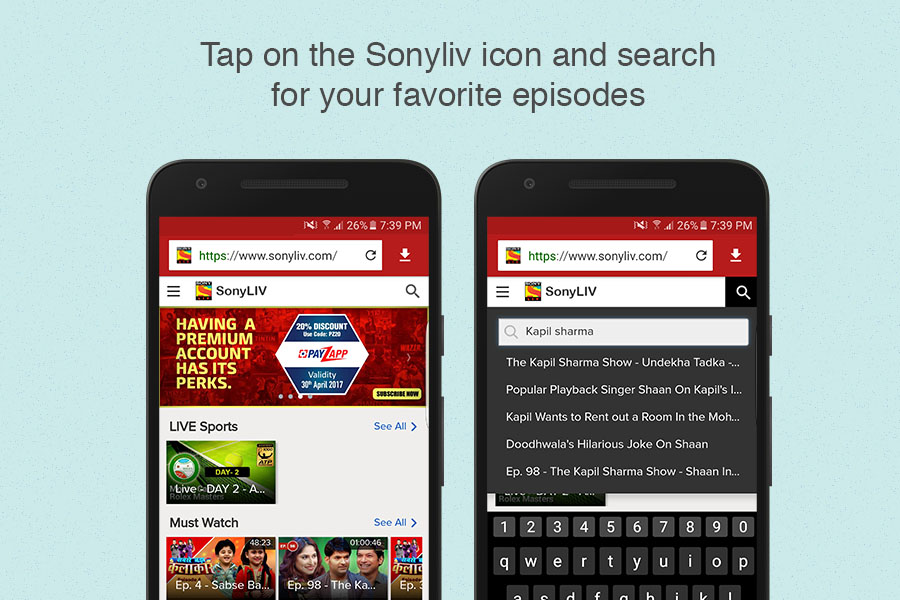 Tap on the Sonyliv icon and search
for your favorite episodes
26% 7:39 PM
https://www.sonyliv.com/
SonyLIV
HAVING A
PREMIUM
ACCOUNT
HAS ITS
PERKS.
20% DISCOUNT
Use Code: PZ20
PAYZAPP
Validity
30th April 2017
SUBSCRIBE NOW
LIVE Sports
See All
DAY- 2
ATP
Live - DAY 2 - A...
Rolex Masters
Must Watch
See All
48:23
कलाकार
Ep. 4 - Sabse Ba...
EP. 98
01:00:46
Ep. 98 - The Ka...
Ep. 3
26% 7:39 PM
https://www.sonyliv.com/
SonyLIV
Kapil sharma
The Kapil Sharma Show - Undekha Tadka -...
Popular Playback Singer Shaan On Kapil's I...
Kapil Wants to Rent out a Room In the Moh...
Doodhwala's Hilarious Joke On Shaan
Ep. 98 - The Kapil Sharma Show - Shaan In...
Rolex Masters
1 2 3 4 5 6 7 8 9 0
q w e r t y u i o p
a s d f g h j k l